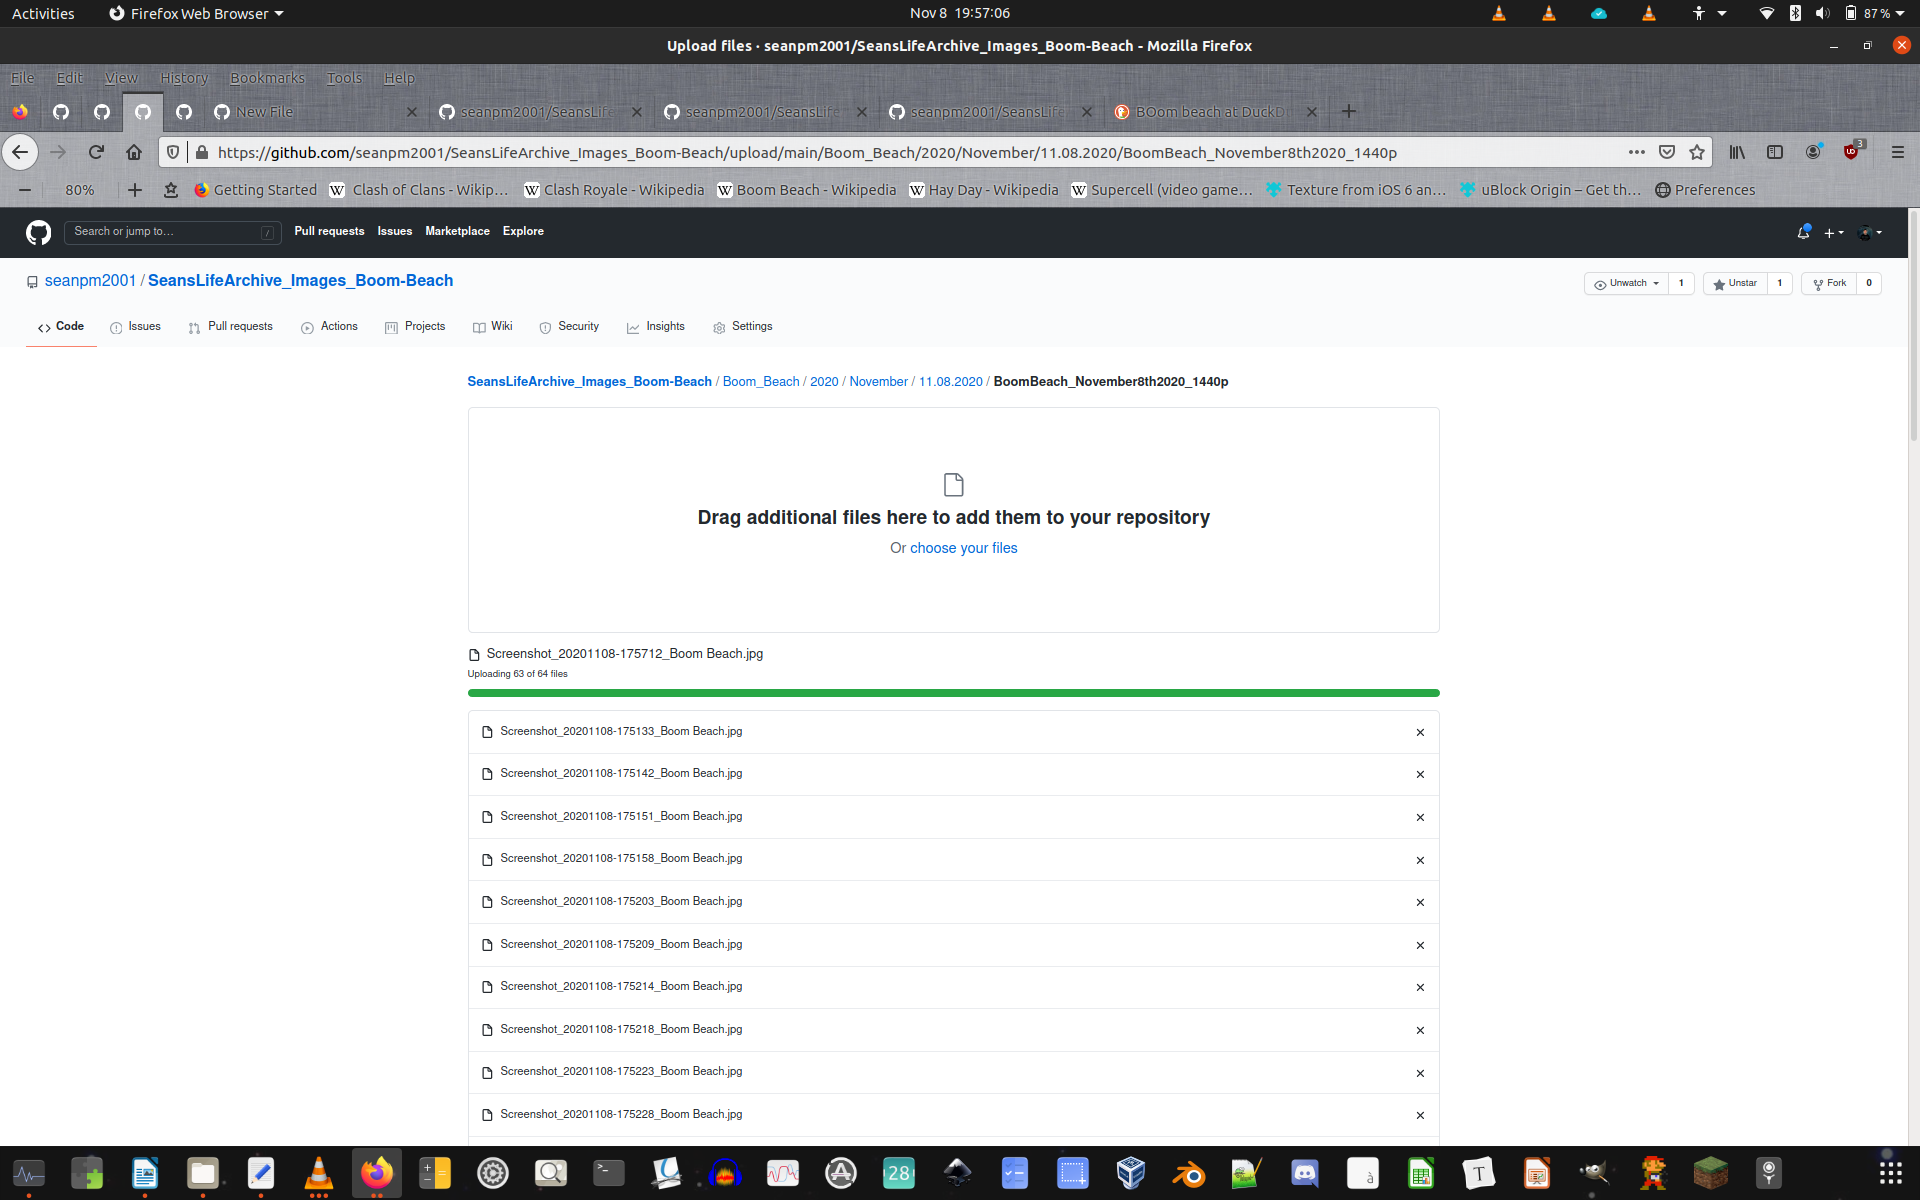 Activities Firefox Web Browser Nov 8 19:57:06 87 %
Upload files · seanpm2001/SeansLifeArchive_Images_Boom-Beach - Mozilla Firefox
File Edit View History Bookmarks Tools Help
New File seanpm2001/SeansLife seanpm2001/SeansLife seanpm2001/SeansLife BOom beach at DuckD
https://github.com/seanpm2001/SeansLifeArchive_Images_Boom-Beach/upload/main/Boom_Beach/2020/November/11.08.2020/BoomBeach_November8th2020_1440p 3
80% Getting Started Clash of Clans - Wikip… Clash Royale - Wikipedia Boom Beach - Wikipedia Hay Day - Wikipedia Supercell (video game… Texture from iOS 6 an… uBlock Origin – Get th… Preferences
Search or jump to… / Pull requests Issues Marketplace Explore
seanpm2001 / SeansLifeArchive_Images_Boom-Beach Unwatch 1 Unstar 1 Fork 0
Code Issues Pull requests Actions Projects Wiki Security Insights Settings
SeansLifeArchive_Images_Boom-Beach / Boom_Beach / 2020 / November / 11.08.2020 / BoomBeach_November8th2020_1440p
Drag additional files here to add them to your repository
Or choose your files
Screenshot_20201108-175712_Boom Beach.jpg
Uploading 63 of 64 files
Screenshot_20201108-175133_Boom Beach.jpg
Screenshot_20201108-175142_Boom Beach.jpg
Screenshot_20201108-175151_Boom Beach.jpg
Screenshot_20201108-175158_Boom Beach.jpg
Screenshot_20201108-175203_Boom Beach.jpg
Screenshot_20201108-175209_Boom Beach.jpg
Screenshot_20201108-175214_Boom Beach.jpg
Screenshot_20201108-175218_Boom Beach.jpg
Screenshot_20201108-175223_Boom Beach.jpg
Screenshot_20201108-175228_Boom Beach.jpg
28